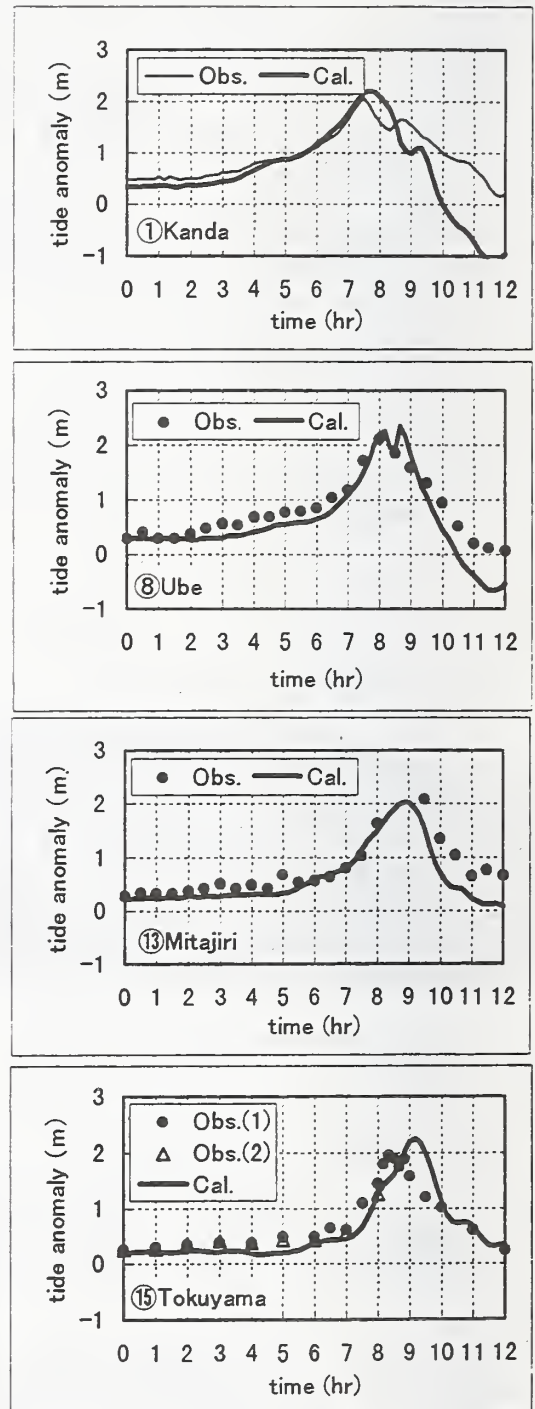 3
2
1
0
−1
tide anomaly (m)
Obs. Cal.
①Kanda
0 1 2 3 4 5 6 7 8 9 10 11 12
time (hr)
3
2
1
0
−1
tide anomaly (m)
Obs. Cal.
⑧Ube
0 1 2 3 4 5 6 7 8 9 10 11 12
time (hr)
3
2
1
0
−1
tide anomaly (m)
Obs. Cal.
⑬Mitajiri
0 1 2 3 4 5 6 7 8 9 10 11 12
time (hr)
3
2
1
0
−1
tide anomaly (m)
Obs.(1)
Obs.(2)
Cal.
⑮Tokuyama
0 1 2 3 4 5 6 7 8 9 10 11 12
time (hr)